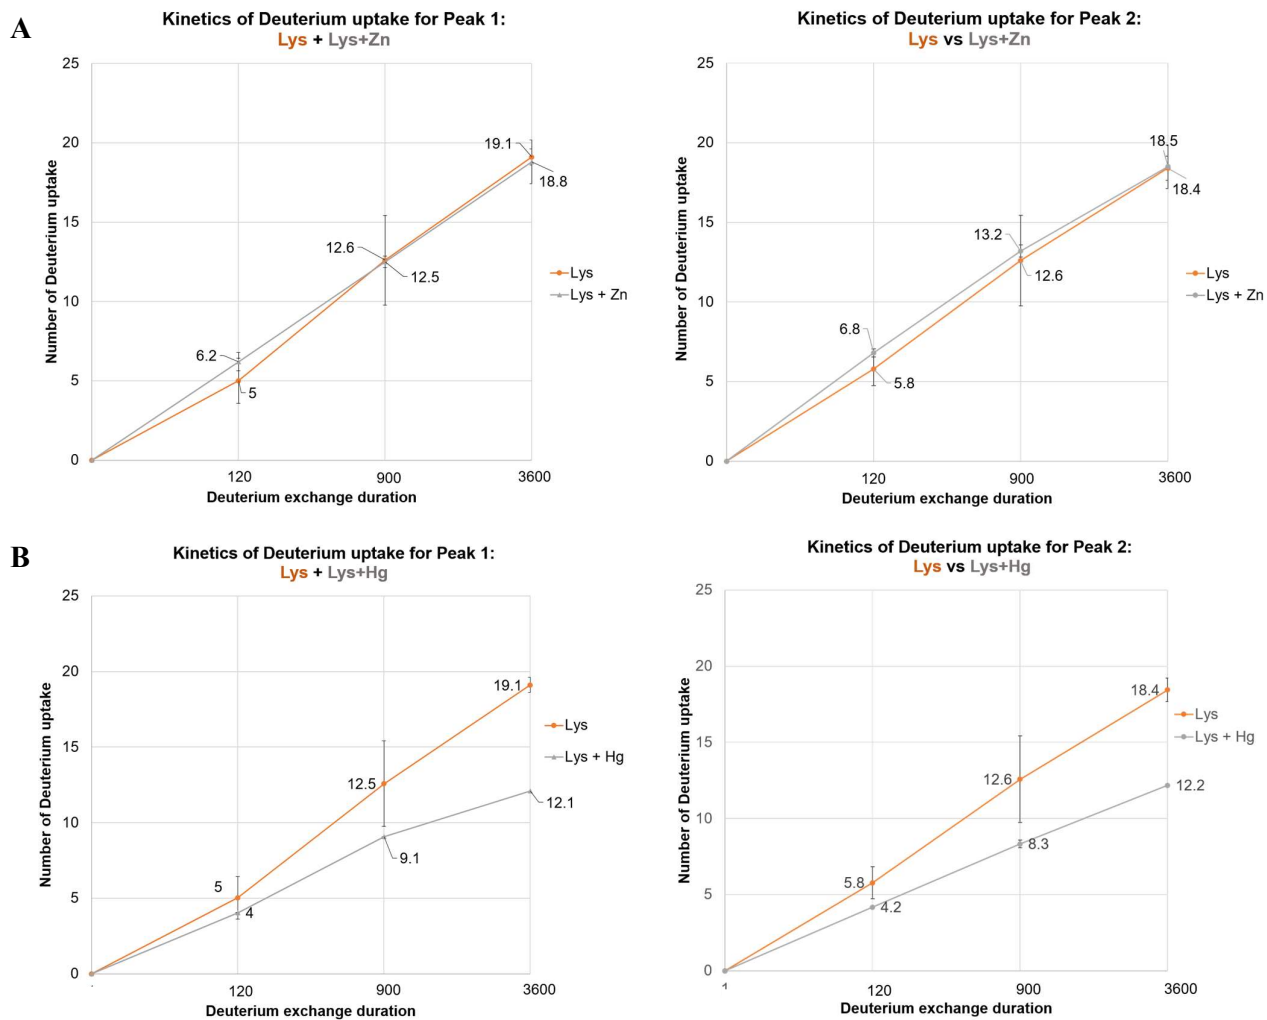 A
Kinetics of Deuterium uptake for Peak 1:
Lys + Lys+Zn
Number of Deuterium uptake
25
20
15
10
5
0
19.1
18.8
12.6
12.5
6.2
5
120
900
3600
Deuterium exchange duration
Lys
Lys + Zn
Kinetics of Deuterium uptake for Peak 2:
Lys vs Lys+Zn
Number of Deuterium uptake
25
20
15
10
5
0
18.5
18.4
13.2
12.6
6.8
5.8
120
900
3600
Deuterium exchange duration
Lys
Lys + Zn
B
Kinetics of Deuterium uptake for Peak 1:
Lys + Lys+Hg
Number of Deuterium uptake
25
20
15
10
5
0
19.1
12.1
12.5
9.1
5
4
120
900
3600
Deuterium exchange duration
Lys
Lys + Hg
Kinetics of Deuterium uptake for Peak 2:
Lys vs Lys+Hg
Number of Deuterium uptake
25
20
15
10
5
0
18.4
12.2
12.6
8.3
5.8
4.2
120
900
3600
Deuterium exchange duration
Lys
Lys + Hg